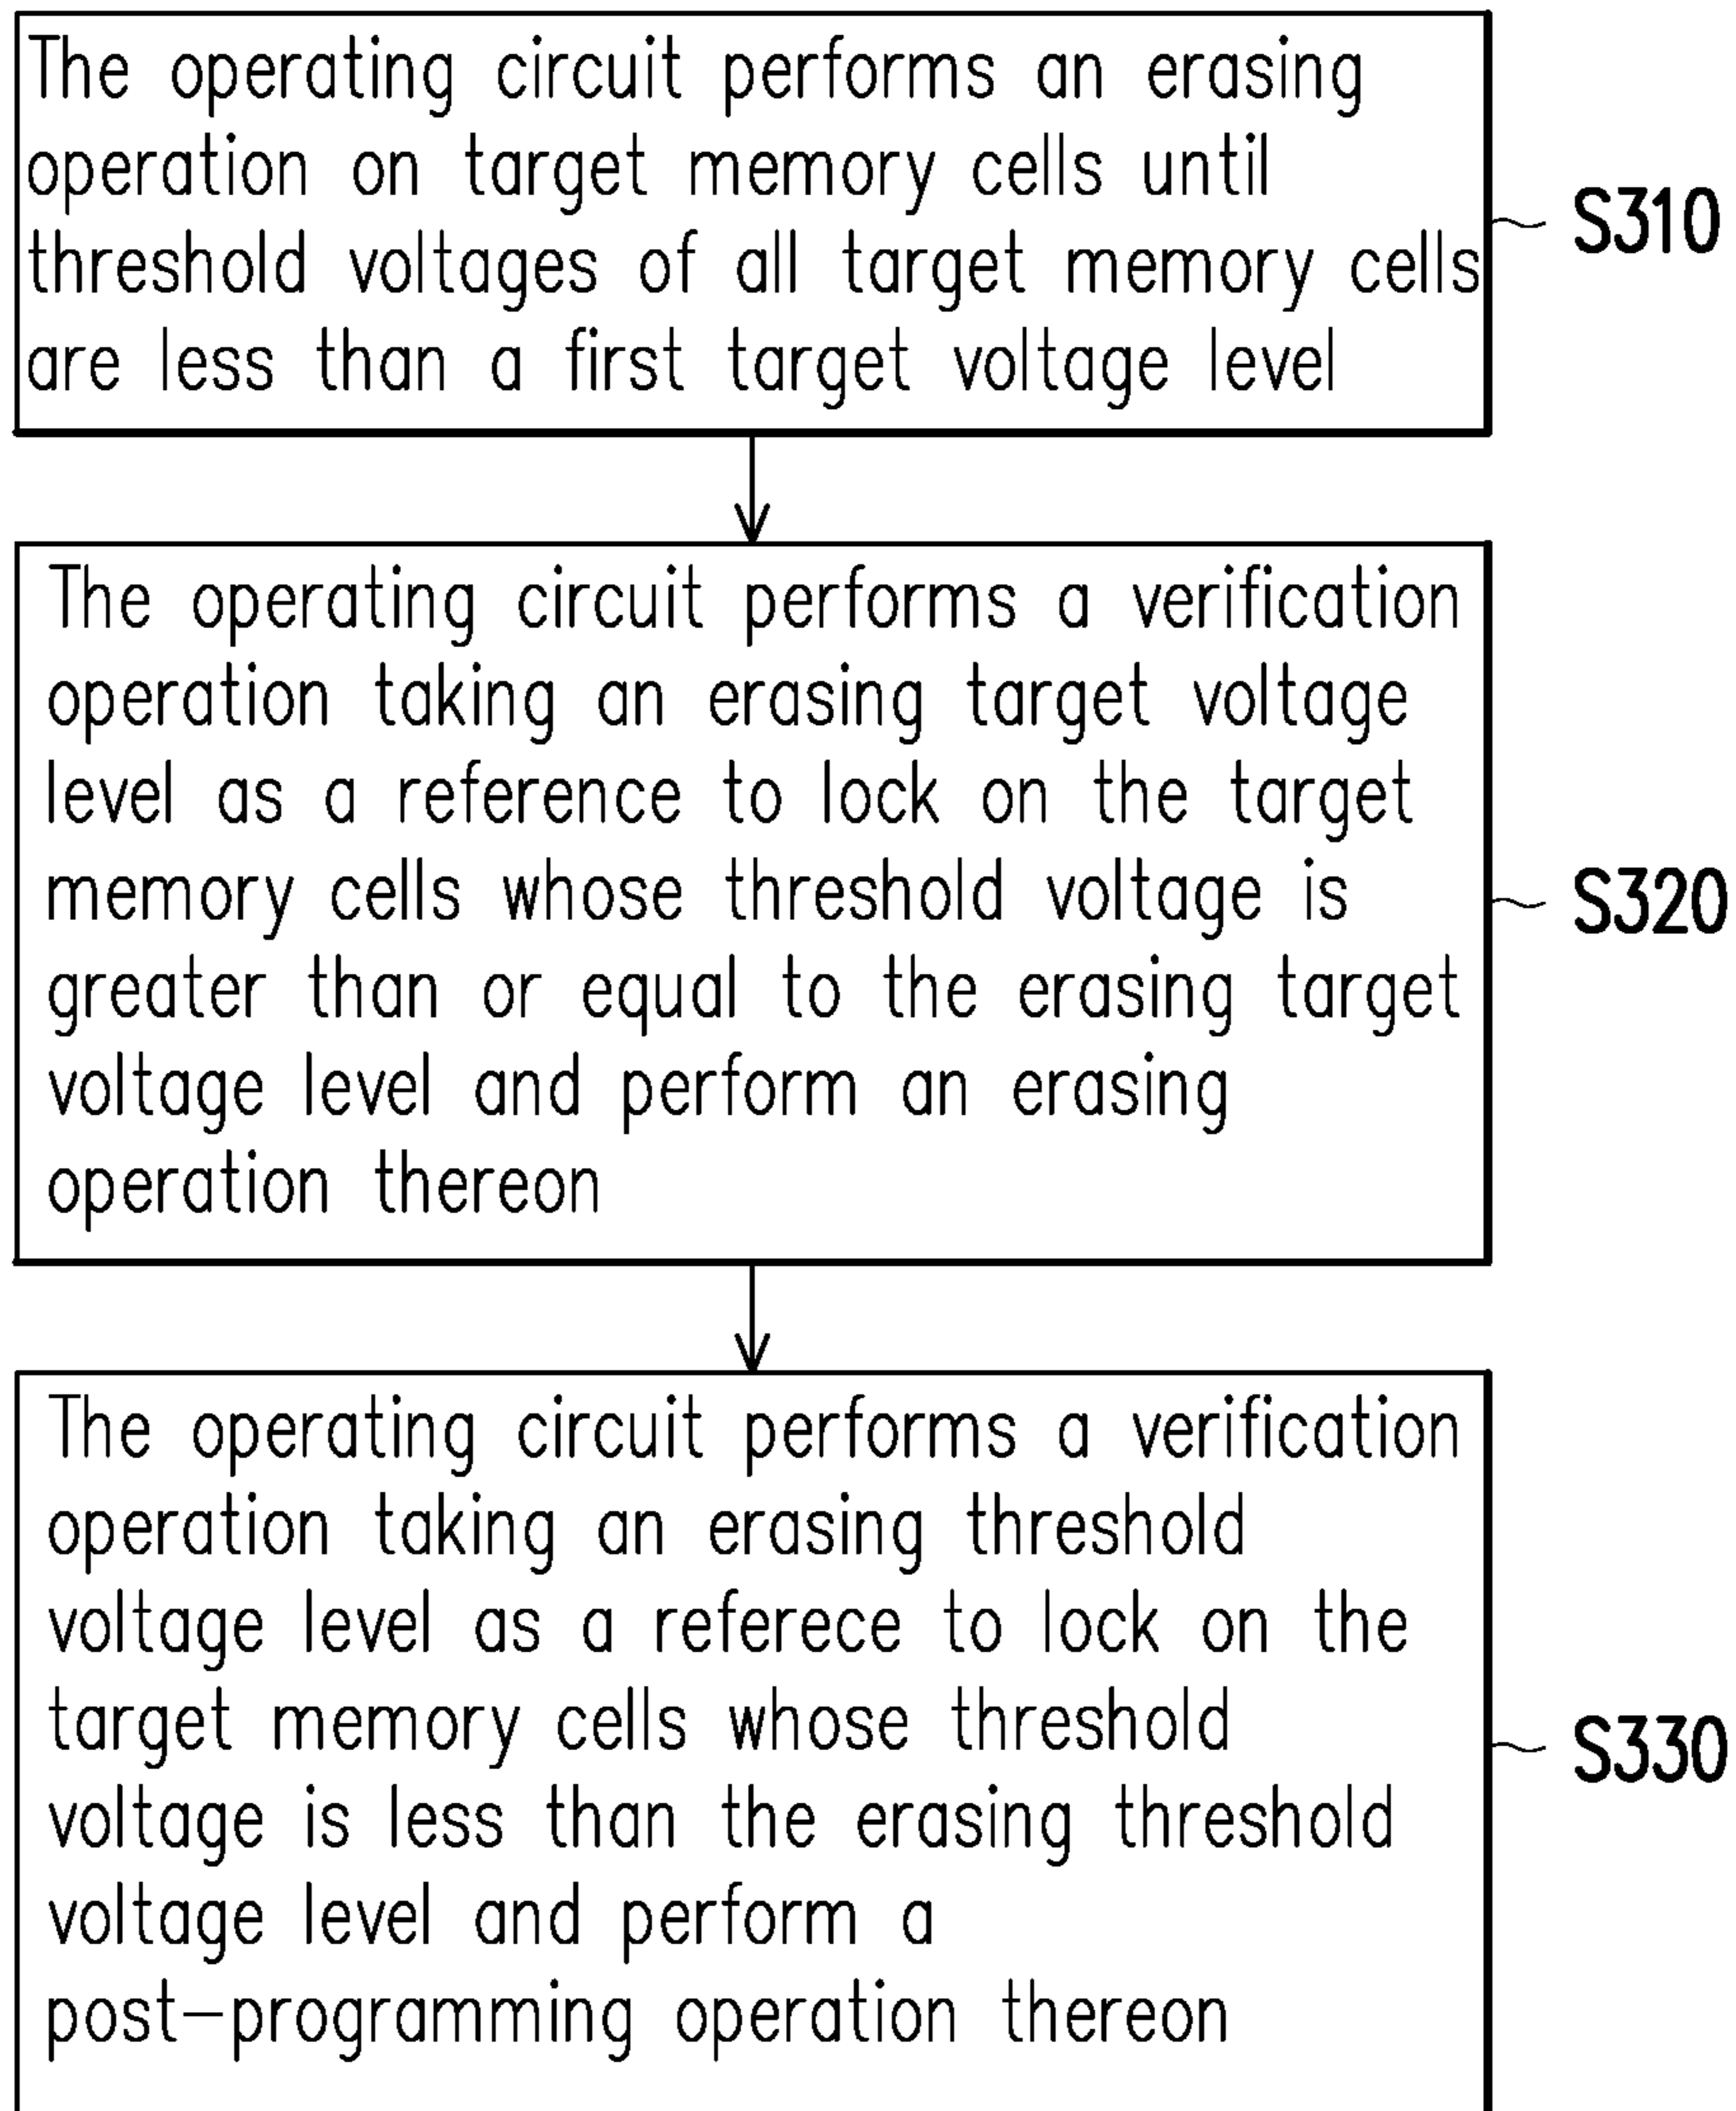 The operating circuit performs an erasing
operation on target memory cells until
threshold voltages of all target memory cells
are less than a first target voltage level
S310
The operating circuit performs a verification
operation taking an erasing target voltage
level as a reference to lock on the target
memory cells whose threshold voltage is
greater than or equal to the erasing target
voltage level and perform an erasing
operation thereon
S320
The operating circuit performs a verification
operation taking an erasing threshold
voltage level as a referece to lock on the
target memory cells whose threshold
voltage is less than the erasing threshold
voltage level and perform a
post-programming operation thereon
S330